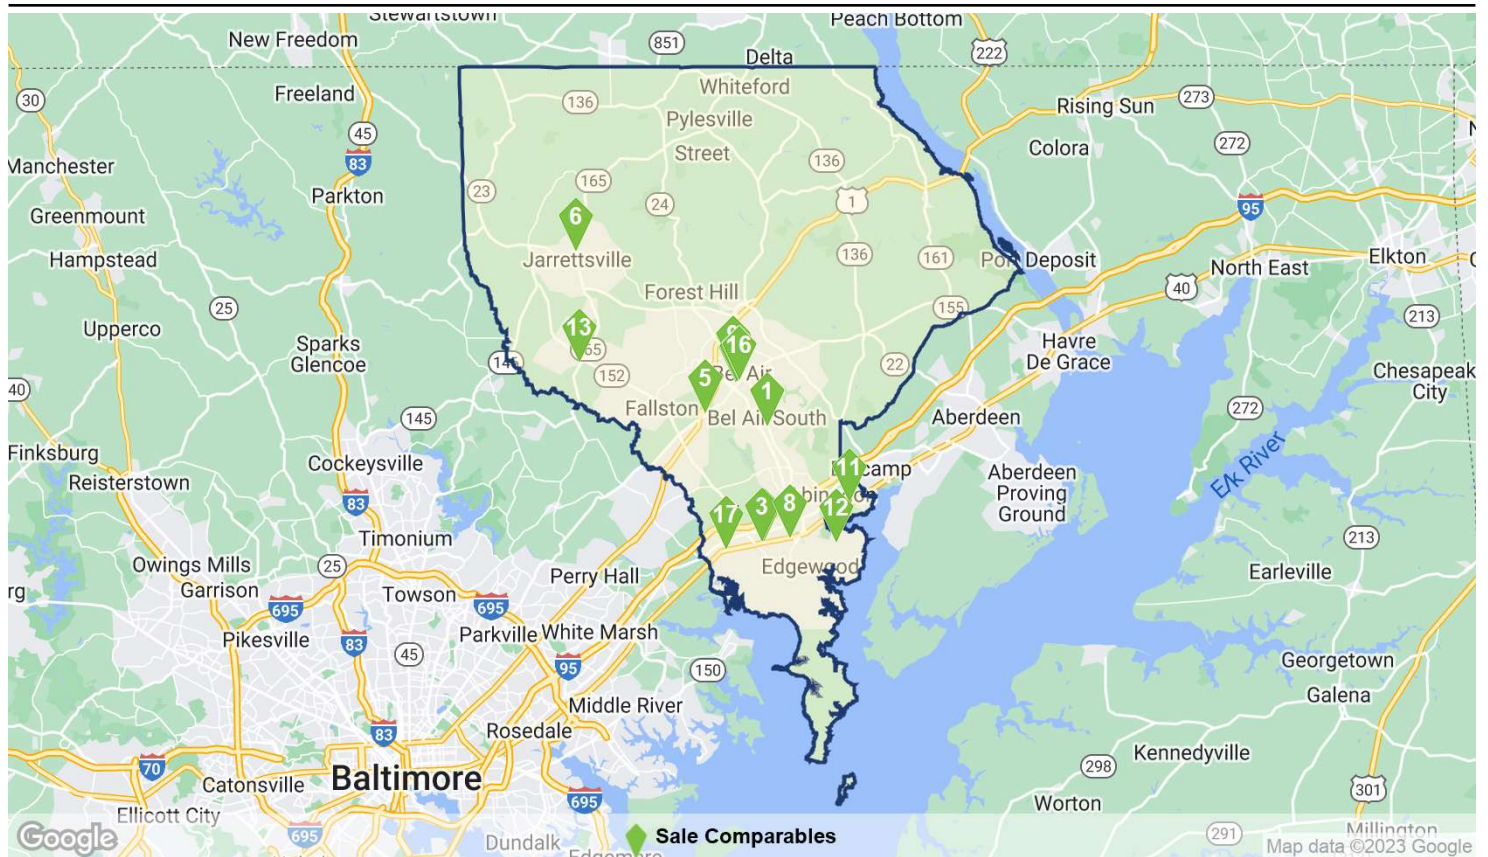 Stewartstown
Peach Bottom
New Freedom
851
222
Delta
30
Freeland
Whiteford
136
273
Rising Sun
Pylesville
45
272
Street
Colora
83
Manchester
136
165
23
Parkton
24
1
95
Greenmount
6
Hampstead
Jarrettsville
136
161
Deposit
Elkton
North East
40
Forest Hill
25
155
213
Upperco
13
Sparks
Glencoe
16
Havre
De Grace
22
152
Bel Air
5
1
Chesapeak
City
40
145
Fallston
Bel Air South
272
Aberdeen
Finksburg
Cockeysville
11
Reisterstown
Aberdeen
Proving
Ground
Elk River
83
17
3
8
12
Timonium
213
Owings Mills
25
Edgewood
Earleville
Garrison
Perry Hall
rg
695
Towson
695
Pikesville
83
Parkville
White Marsh
45
95
150
Georgetown
Galena
Middle River
Rosedale
83
70
Baltimore
Kennedyville
298
Catonsville
301
695
Worton
Ellicott City
Google
695
Sale Comparables
Dundalk
Edgemere
291
Millington
Map data ©2023 Google